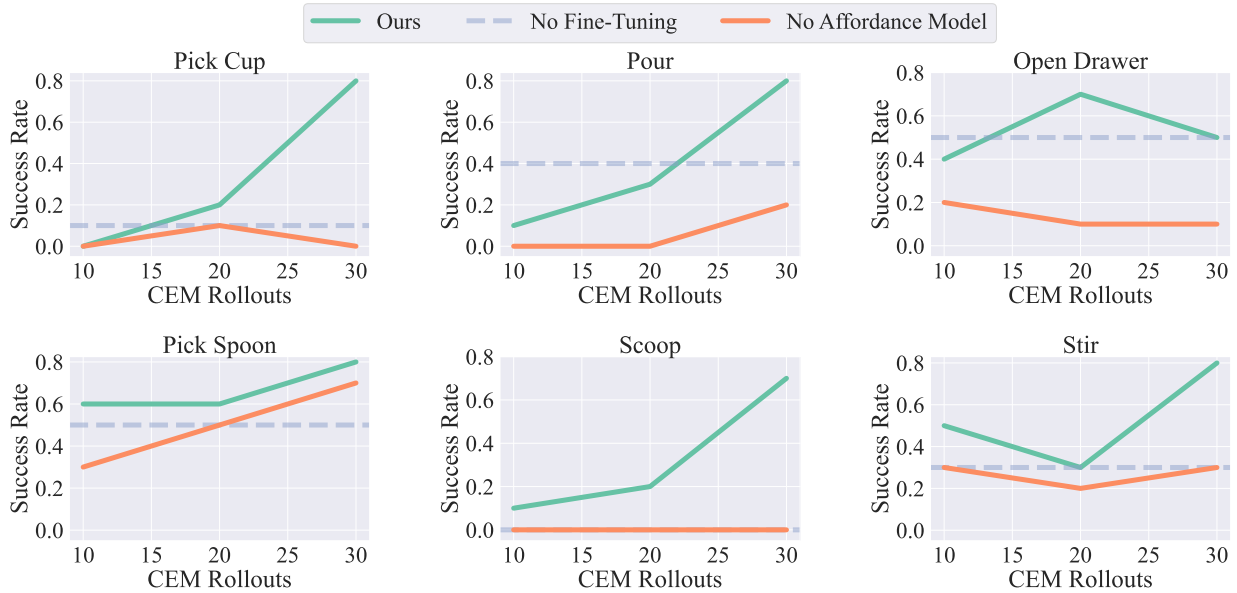 Ours No Fine-Tuning No Affordance Model
Pick Cup
0.8
0.6
0.4
0.2
0.0
Success Rate
10 15 20 25 30
CEM Rollouts
Pour
0.8
0.6
0.4
0.2
0.0
Success Rate
10 15 20 25 30
CEM Rollouts
Open Drawer
0.8
0.6
0.4
0.2
0.0
Success Rate
10 15 20 25 30
CEM Rollouts
Pick Spoon
0.8
0.6
0.4
0.2
0.0
Success Rate
10 15 20 25 30
CEM Rollouts
Scoop
0.8
0.6
0.4
0.2
0.0
Success Rate
10 15 20 25 30
CEM Rollouts
Stir
0.8
0.6
0.4
0.2
0.0
Success Rate
10 15 20 25 30
CEM Rollouts